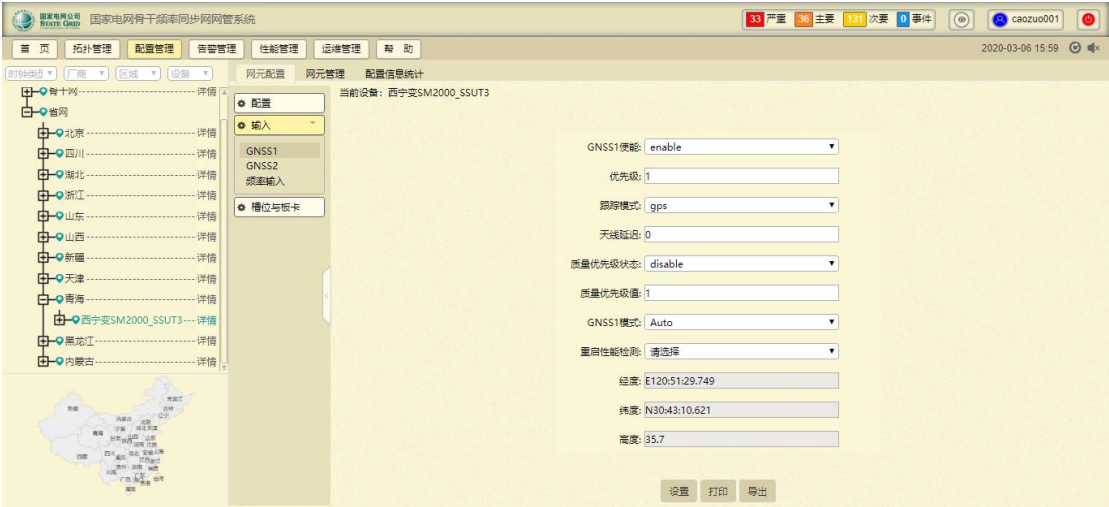 国家电网公司 STATE GRID 国家电网骨干频率同步网网管系统 33 严重 36 主要 131 次要 0 事件 caozuo001
首 页 拓扑管理 配置管理 告警管理 性能管理 运维管理 帮 助 2020-03-06 15:59
厂商 区域 设备 网元配置 网元管理 配置信息统计
当前设备: 西宁变SM2000_SSUT3
骨干网 详情
省网
北京 详情
四川 详情
湖北 详情
浙江 详情
山东 详情
山西 详情
新疆 详情
天津 详情
青海 详情
西宁变SM2000_SSUT3 详情
黑龙江 详情
内蒙古 详情
配置
输入
GNSS1
GNSS2
频率输入
槽位与板卡
GNSS1使能: enable
优先级: 1
跟踪模式: gps
天线延迟: 0
质量优先级状态: disable
质量优先级值: 1
GNSS1模式: Auto
重启性能检测: 请选择
经度: E120:51:29.749
纬度: N30:43:10.621
高度: 35.7
设置 打印 导出